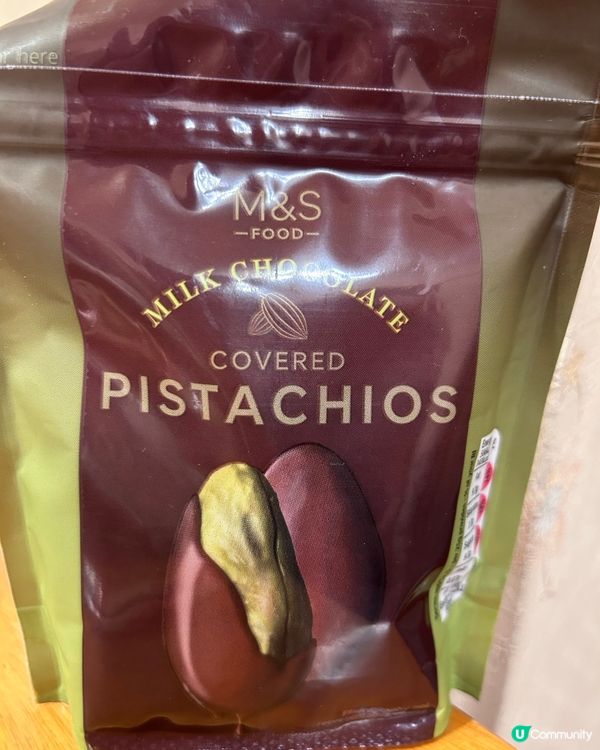 here
M&S
—FOOD—
MILK CHOCOLATE
COVERED
PISTACHIOS
U Community